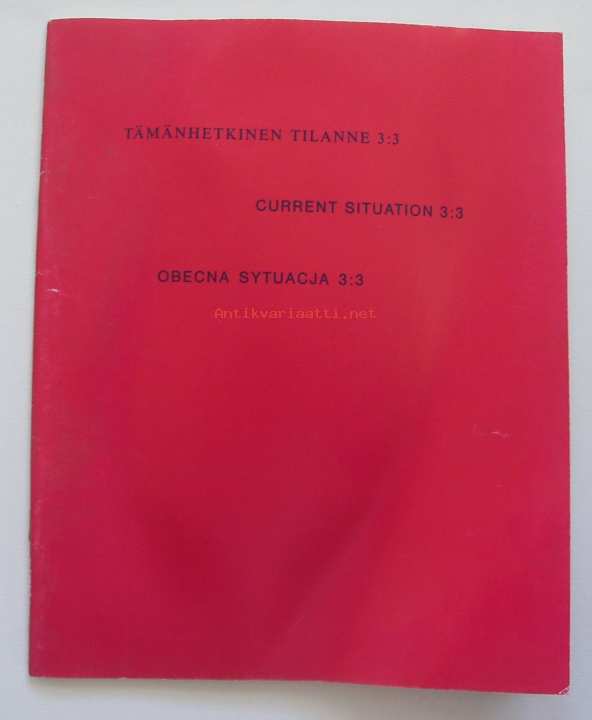 TÄMÄNHETKINEN TILANNE 3:3
CURRENT SITUATION 3:3
OBECNA SYTUACJA 3:3
Antikvariaatti.net